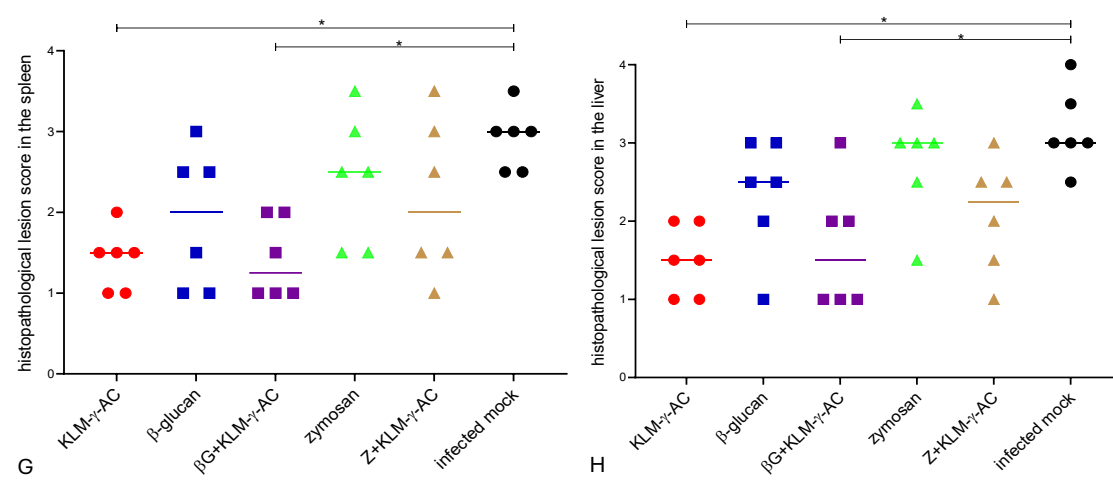 *
*
histopathological lesion score in the spleen
4
3
2
1
0
KLM-γ-AC
β-glucan
βG+KLM-γ-AC
zymosan
Z+KLM-γ-AC
infected mock
G
*
*
histopathological lesion score in the liver
4
3
2
1
0
KLM-γ-AC
β-glucan
βG+KLM-γ-AC
zymosan
Z+KLM-γ-AC
infected mock
H